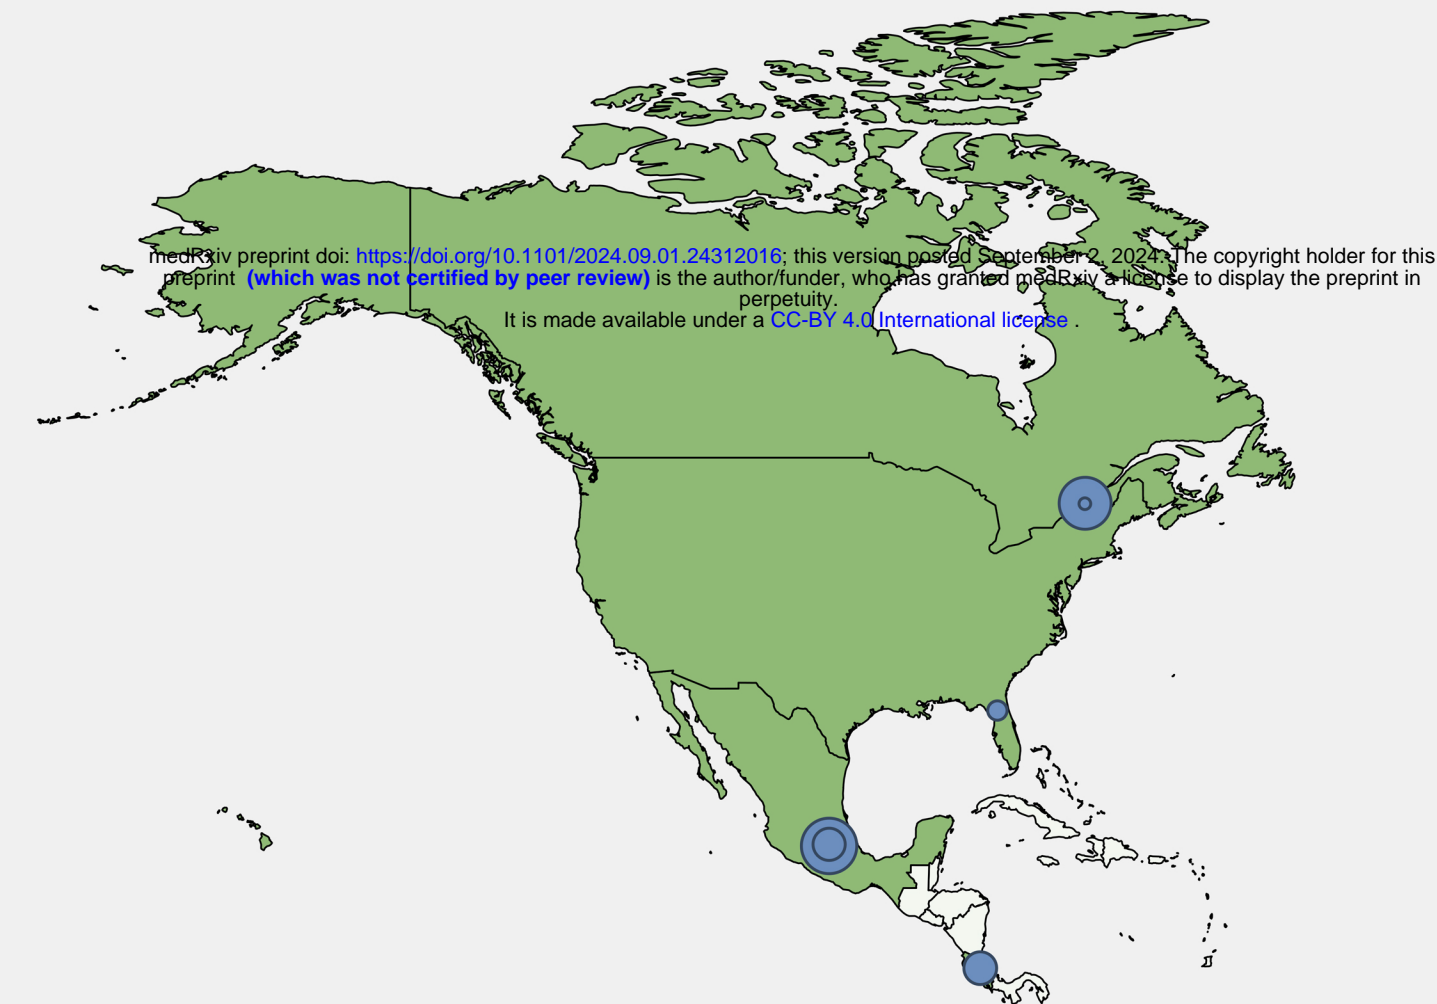 medRxiv preprint doi: https://doi.org/10.1101/2024.09.01.24312016; this version posted September 2, 2024. The copyright holder for this
preprint (which was not certified by peer review) is the author/funder, who has granted medRxiv a license to display the preprint in
perpetuity.
It is made available under a CC-BY 4.0 International license .